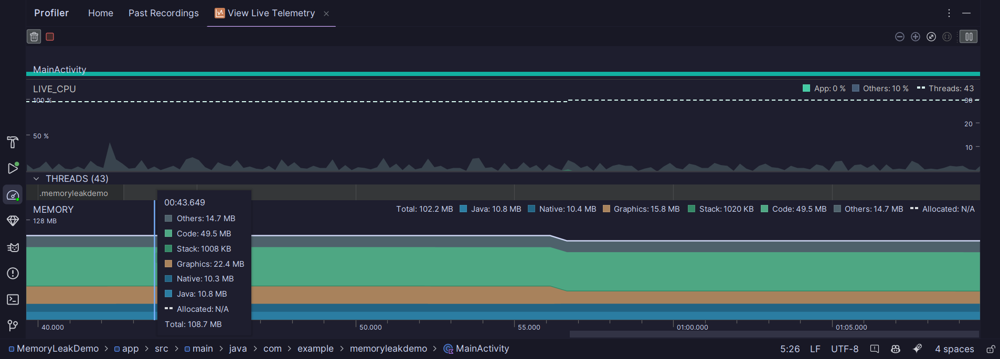 Profiler Home Past Recordings View Live Telemetry
MainActivity
LIVE_CPU App: 0 % Others: 10 % Threads: 43
100 % 30
20
50 %
10
THREADS (43)
.memoryleakdemo
MEMORY Total: 102.2 MB Java: 10.8 MB Native: 10.4 MB Graphics: 15.8 MB Stack: 1020 KB Code: 49.5 MB Others: 14.7 MB Allocated: N/A
128 MB
00:43.649
Others: 14.7 MB
Code: 49.5 MB
Stack: 1008 KB
Graphics: 22.4 MB
Native: 10.3 MB
Java: 10.8 MB
Allocated: N/A
Total: 108.7 MB
40.000 50.000 55.000 01:00.000 01:05.000
MemoryLeakDemo > app > src > main > java > com > example > memoryleakdemo > MainActivity 5:26 LF UTF-8 4 spaces